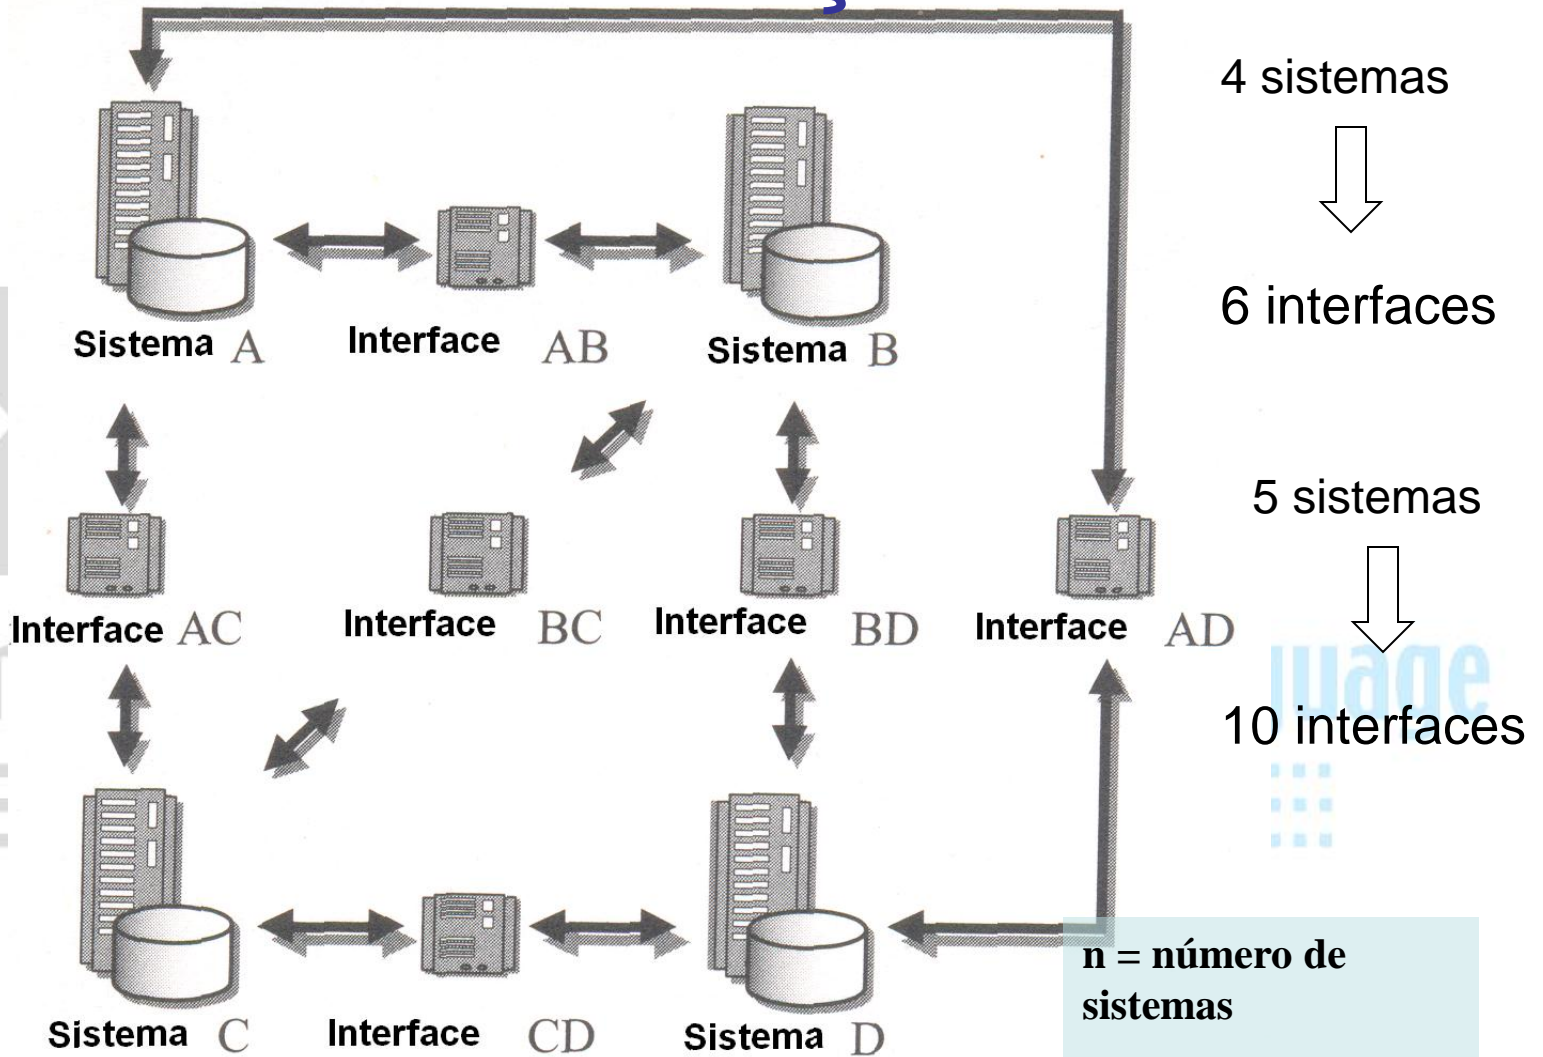 4 sistemas
6 interfaces
Sistema A
Interface AB
Sistema B
5 sistemas
Interface AC
Interface BC
Interface BD
Interface AD
10 interfaces
Sistema C
Interface CD
Sistema D
n = número de
sistemas